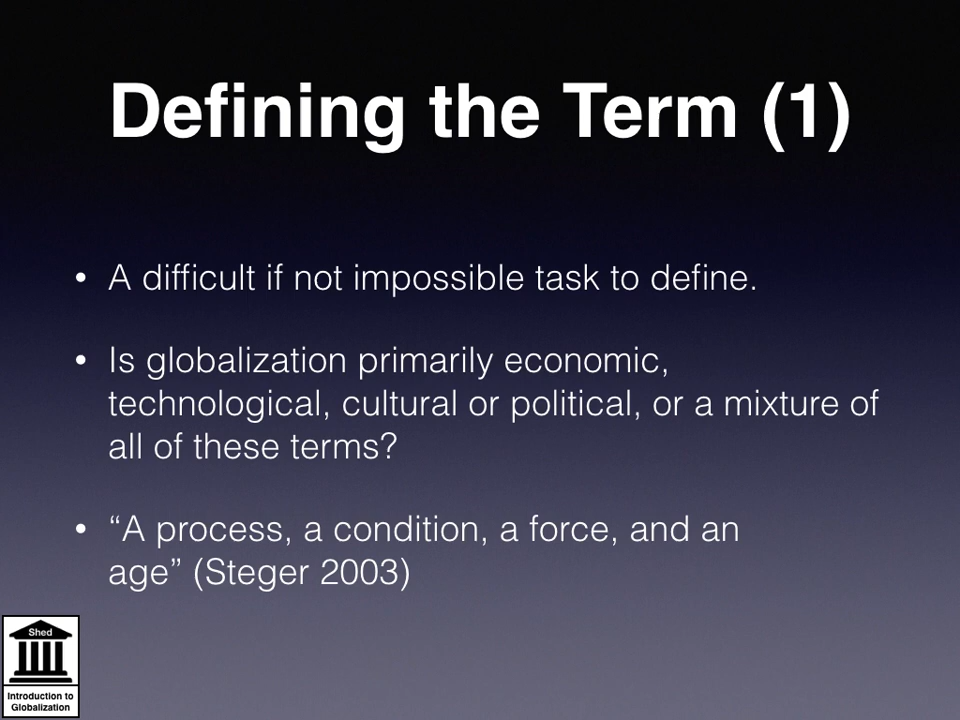 Defining the Term (1)
• A difficult if not impossible task to define.
• Is globalization primarily economic,
technological, cultural or political, or a mixture of
all of these terms?
• “A process, a condition, a force, and an
age” (Steger 2003)
Shed
Introduction to
Globalization